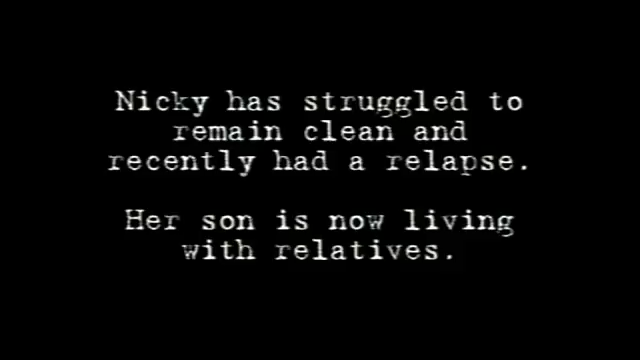 Nicky has struggled to
remain clean and
recently had a relapse.
Her son is now living
with relatives.